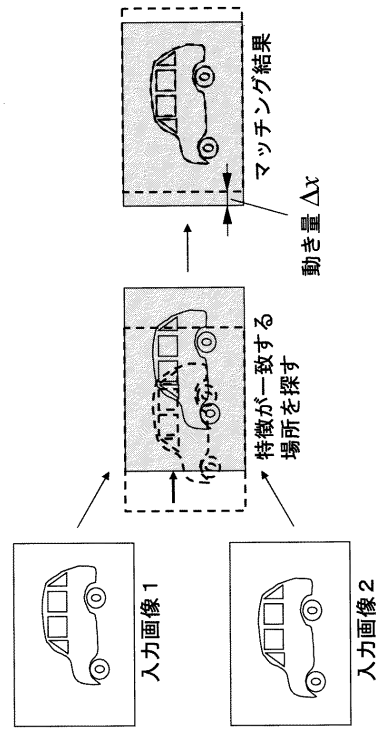 入力画像1
入力画像2
特徴が一致する
場所を探す
マッチング結果
動き量 Δx